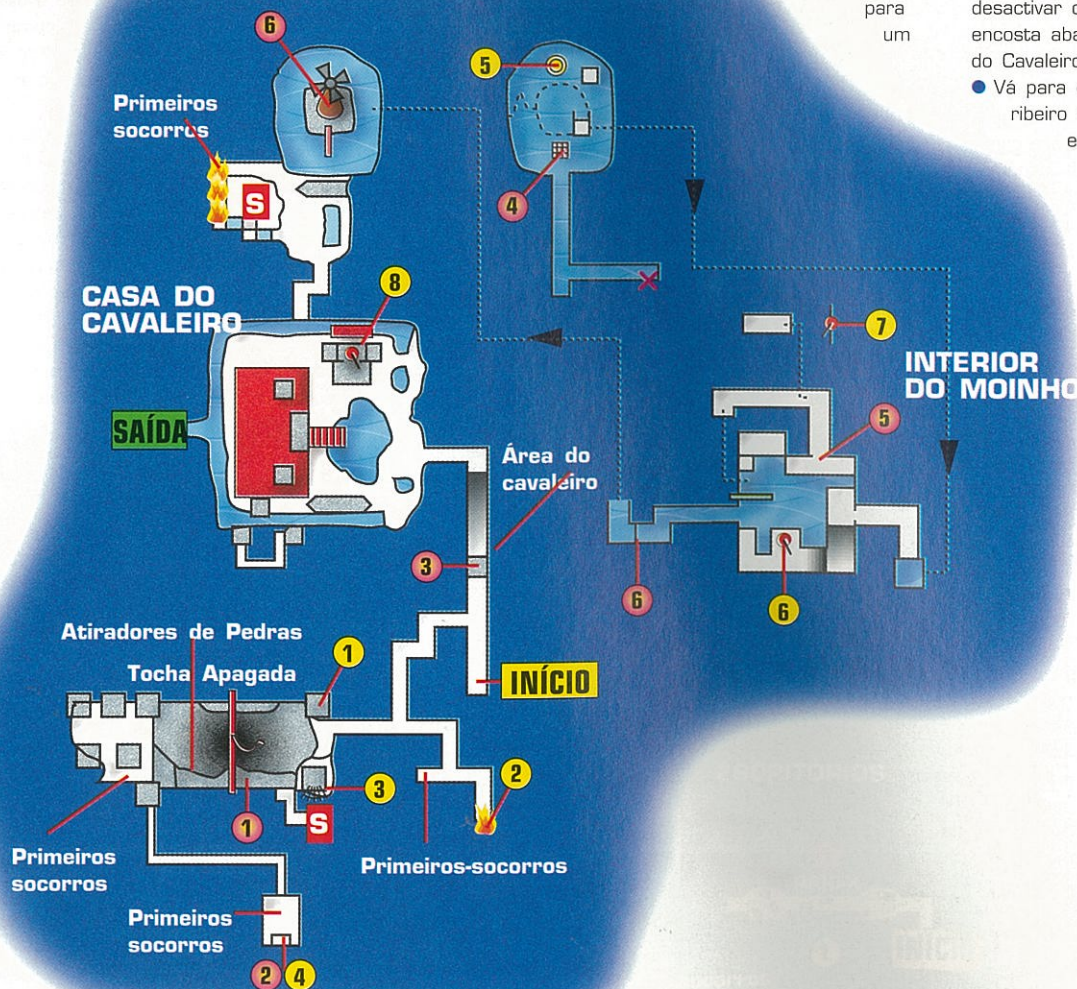 para
um
desactivar
encosta
do Cavaleiro
● Vá para
ribeiro
6
Primeiros
socorros
S
5
4
CASA DO
CAVALEIRO
8
7
INTERIOR
DO MOINHO
5
SAÍDA
Área do
cavaleiro
3
6
6
Atiradores de Pedras
Tocha Apagada
1
INÍCIO
2
3
1
S
Primeiros
socorros
Primeiros-socorros
Primeiros
socorros
2
4